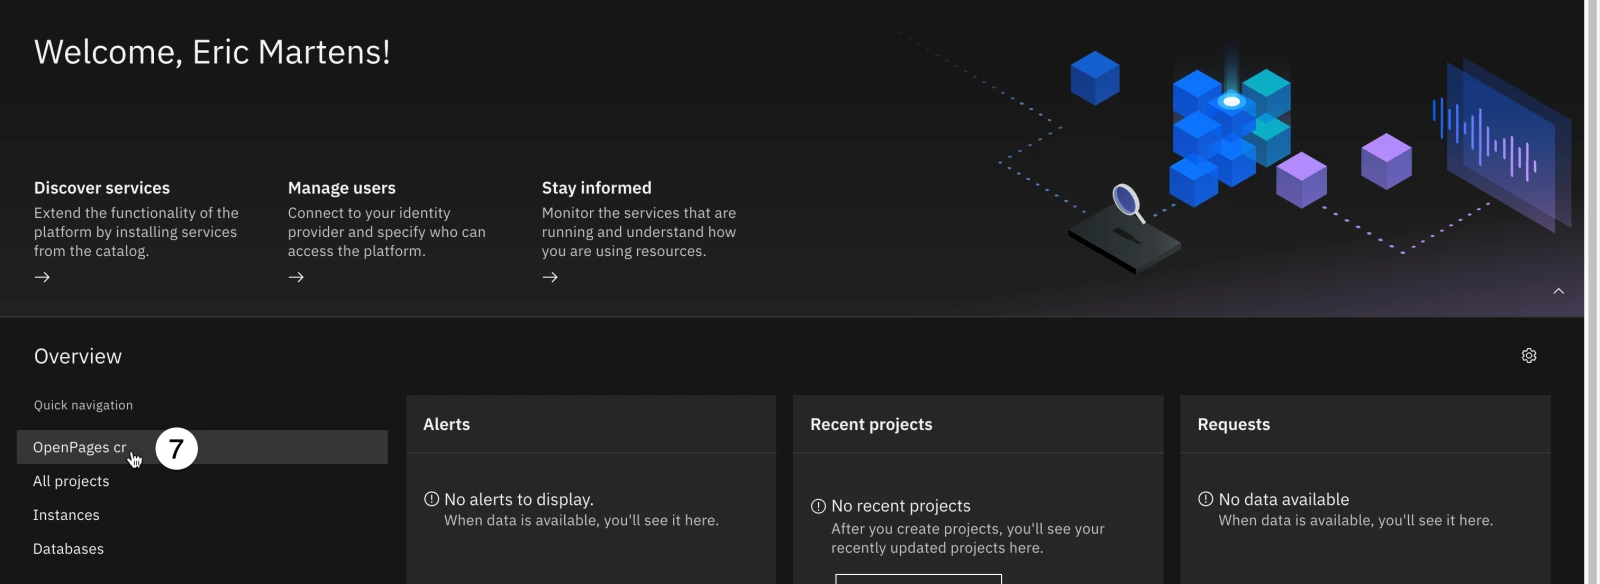 Welcome, Eric Martens!
Discover services
Extend the functionality of the
platform by installing services
from the catalog.
Manage users
Connect to your identity
provider and specify who can
access the platform.
Stay informed
Monitor the services that are
running and understand how
you are using resources.
Overview
Quick navigation
OpenPages cr
7
All projects
Instances
Databases
Alerts
No alerts to display.
When data is available, you'll see it here.
Recent projects
No recent projects
After you create projects, you'll see your
recently updated projects here.
Requests
No data available
When data is available, you'll see it here.